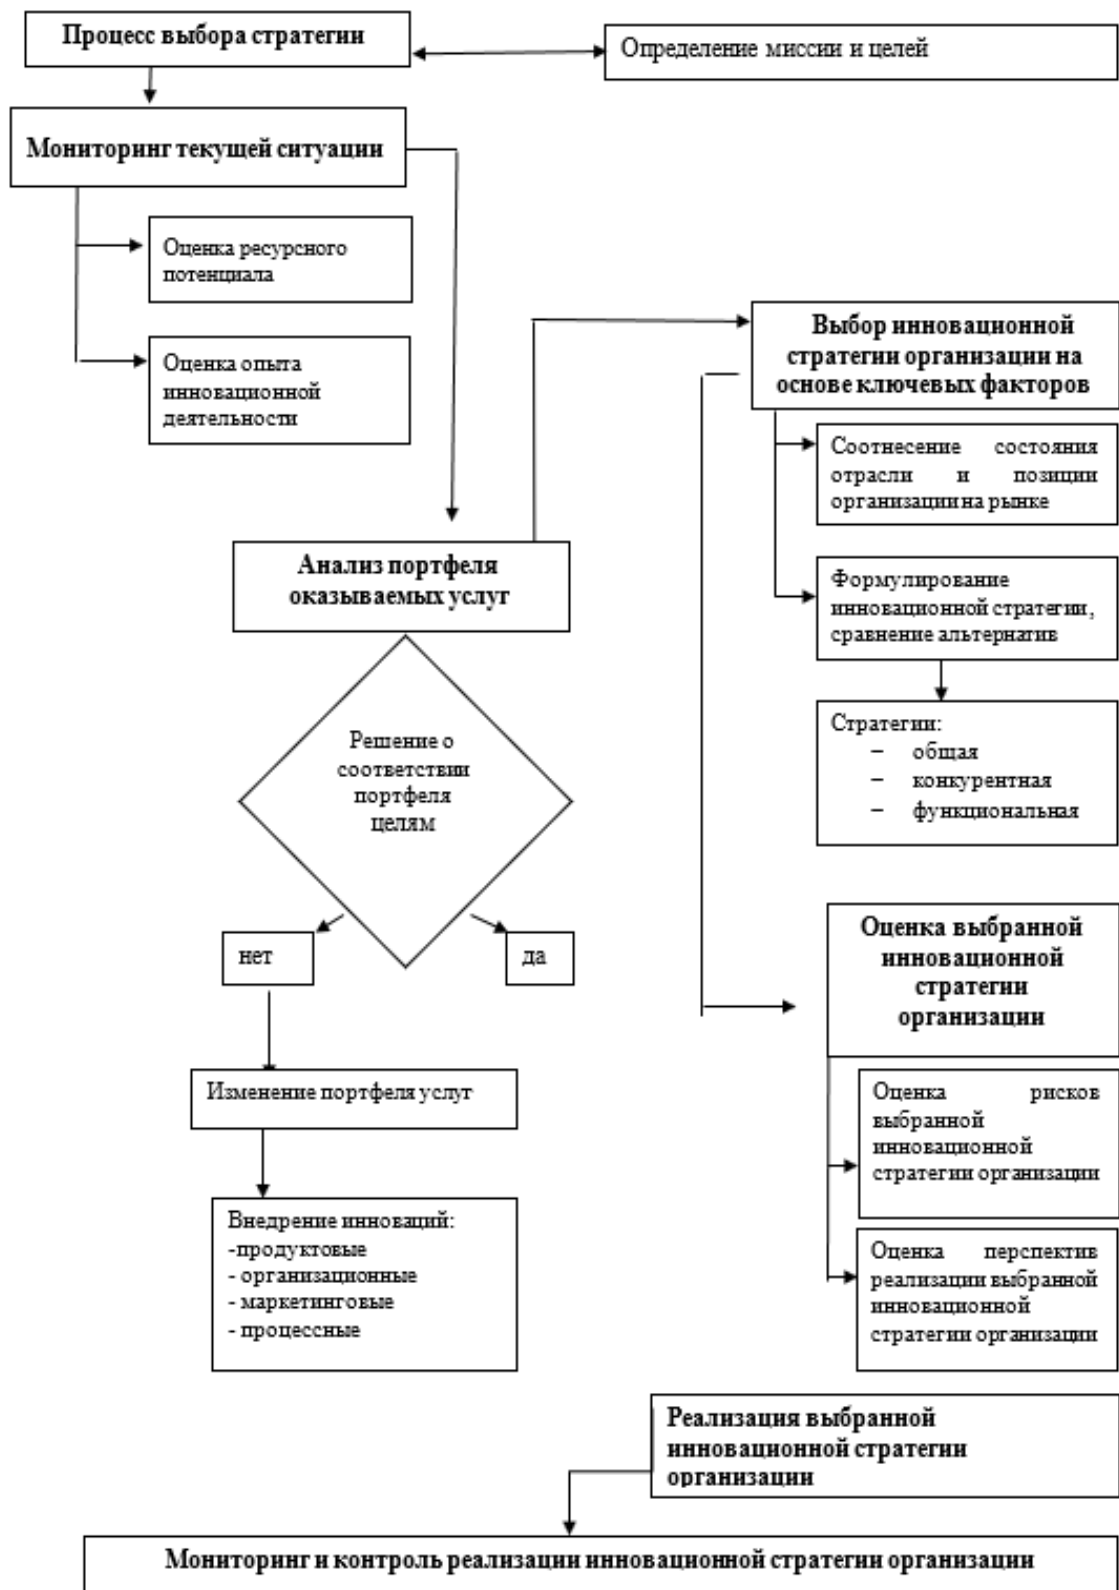 Процесс выбора стратегии
Определение миссии и целей
Мониторинг текущей ситуации
Оценка ресурсного
потенциала
Оценка опыта
инновационной
деятельности
Анализ портфеля
оказываемых услуг
Решение о
соответствии
портфеля
целям
нет
да
Изменение портфеля услуг
Внедрение инноваций:
-продуктовые
- организационные
- маркетинговые
- процессные
Выбор инновационной
стратегии организации на
основе ключевых факторов
Соотнесение состояния
отрасли и позиции
организации на рынке
Формулирование
инновационной стратегии,
сравнение альтернатив
Стратегии:
– общая
– конкурентная
– функциональная
Оценка выбранной
инновационной
стратегии
организации
Оценка рисков
выбранной
инновационной
стратегии организации
Оценка перспектив
реализации выбранной
инновационной
стратегии организации
Реализация выбранной
инновационной стратегии
организации
Мониторинг и контроль реализации инновационной стратегии организации